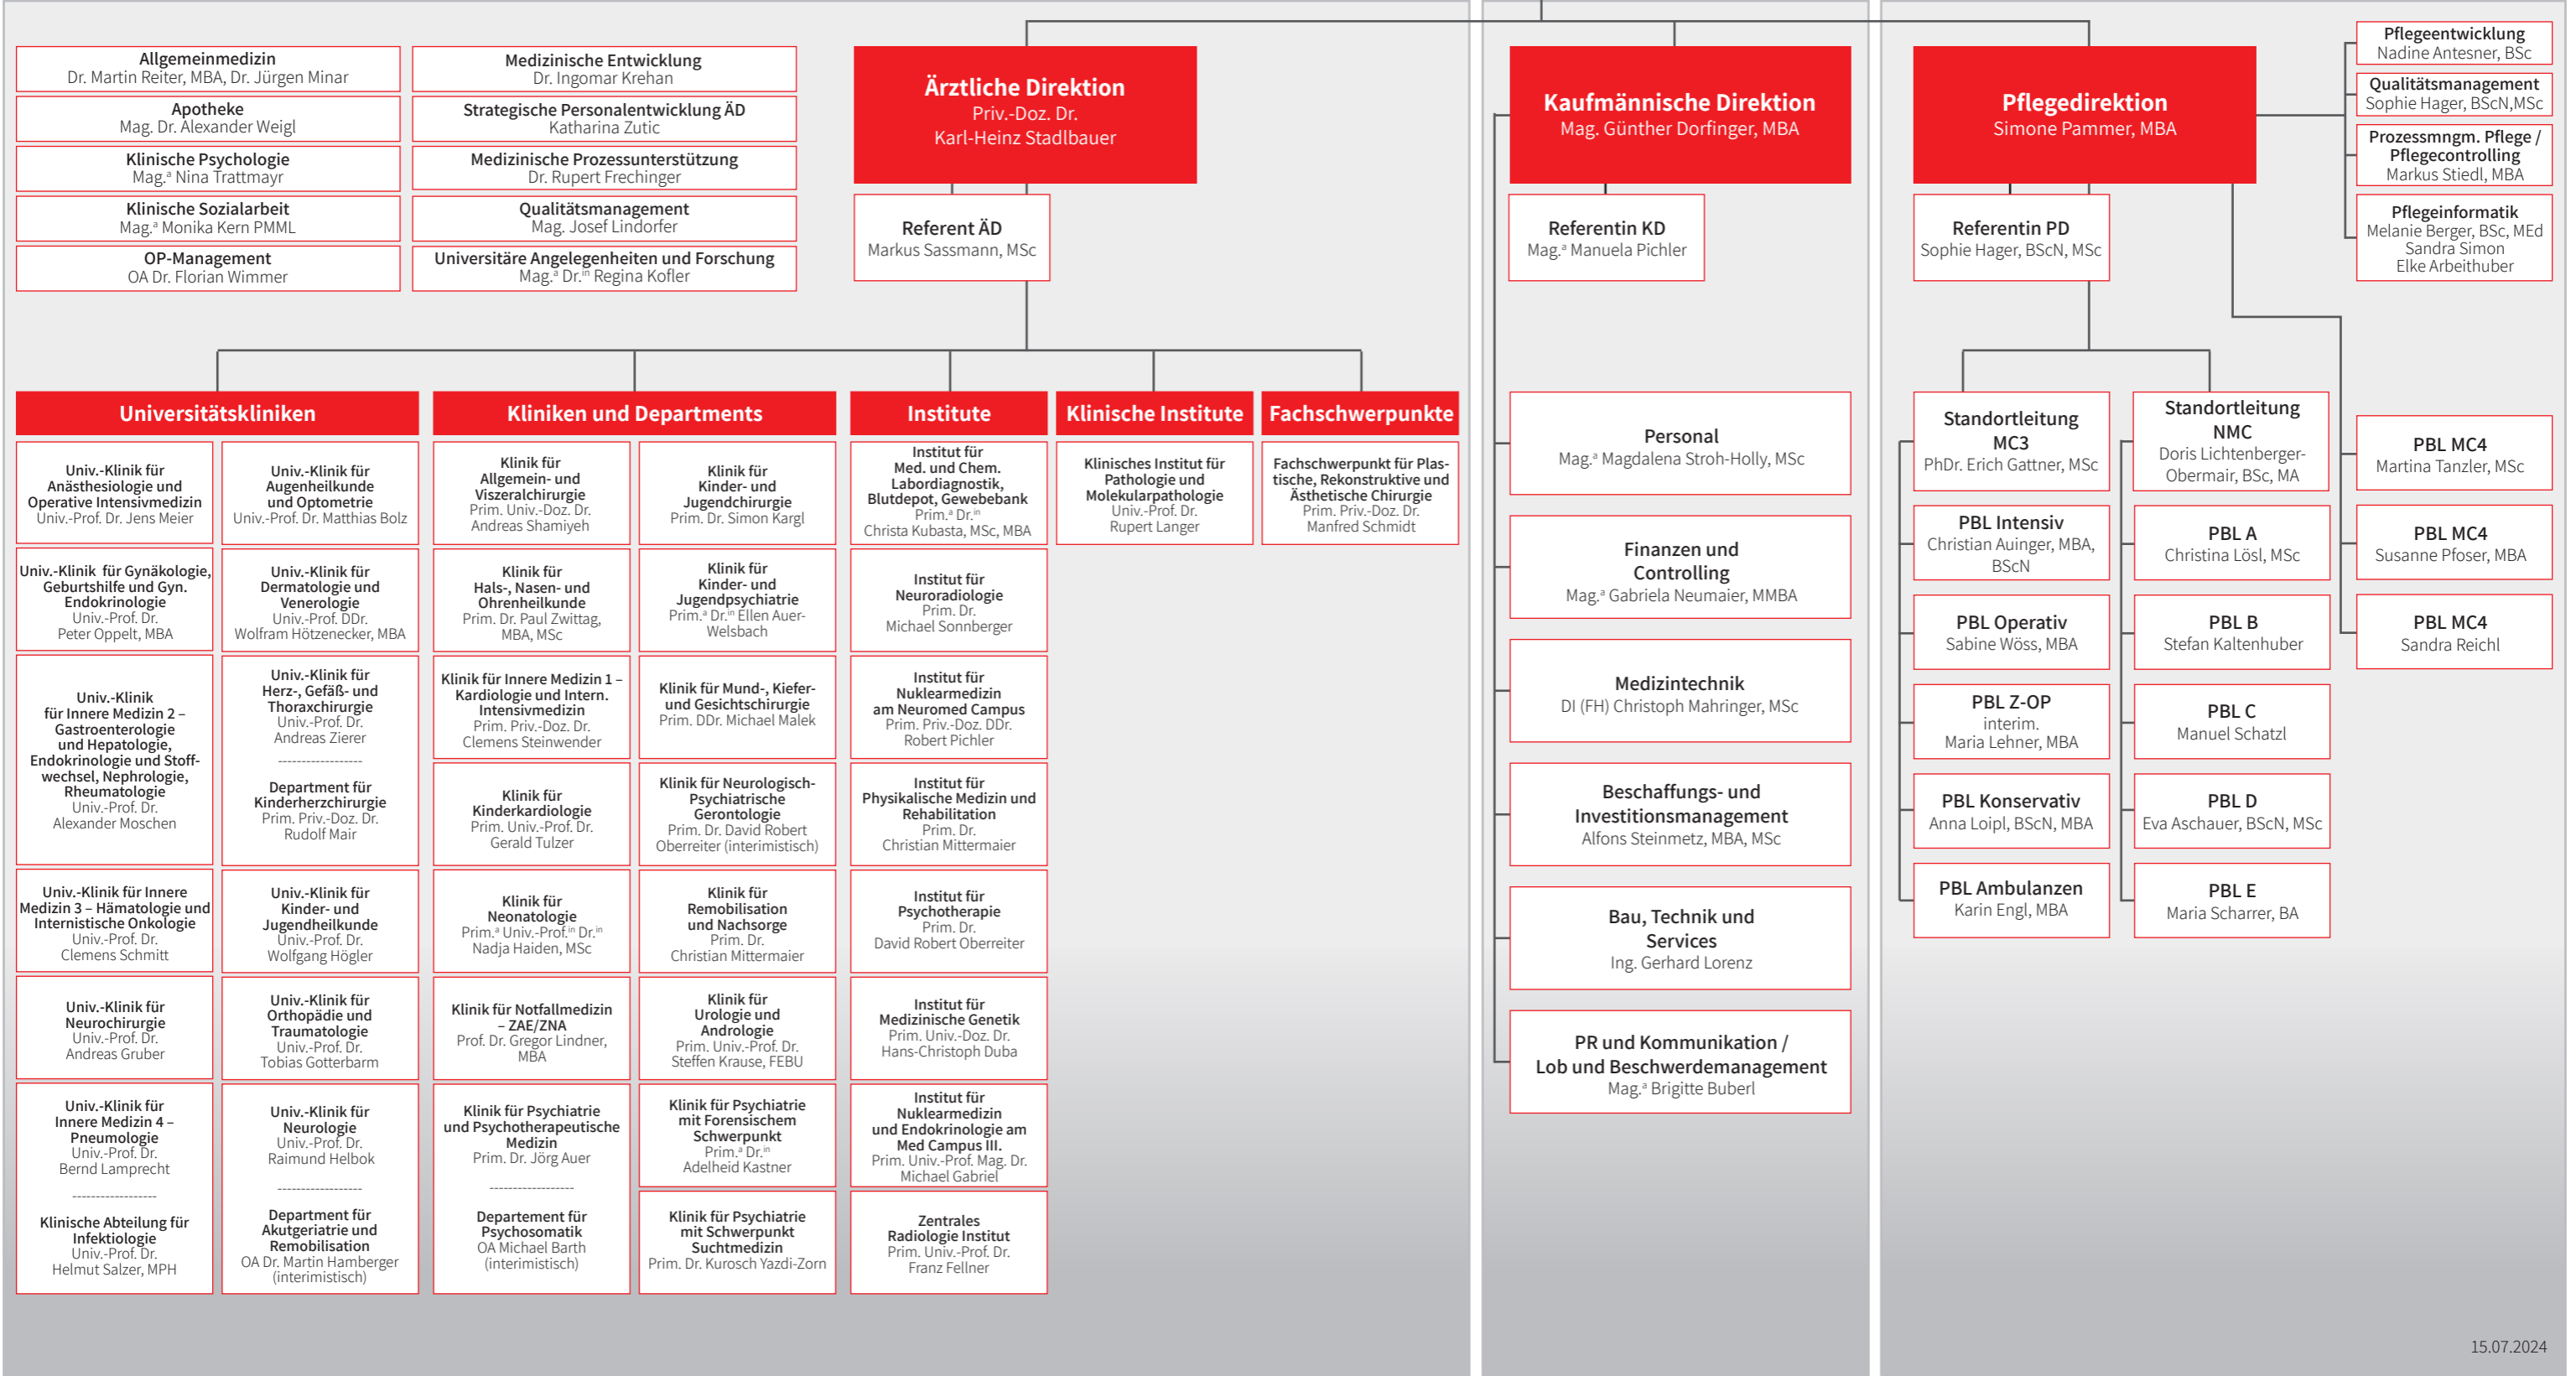 Allgemeinmedizin
Dr. Martin Reiter, MBA, Dr. Jürgen Minar
Apotheke
Mag. Dr. Alexander Weigl
Klinische Psychologie
Mag.ª Nina Trattmayr
Klinische Sozialarbeit
Mag.ª Monika Kern PMML
OP-Management
OA Dr. Florian Wimmer
Medizinische Entwicklung
Dr. Ingomar Krehan
Strategische Personalentwicklung ÄD
Katharina Zutic
Medizinische Prozessunterstützung
Dr. Rupert Frechinger
Qualitätsmanagement
Mag. Josef Lindorfer
Universitäre Angelegenheiten und Forschung
Mag.ª Dr.ⁱⁿ Regina Kofler
Ärztliche Direktion
Priv.-Doz. Dr.
Karl-Heinz Stadlbauer
Referent ÄD
Markus Sassmann, MSc
Universitätskliniken
Univ.-Klinik für
Anästhesiologie und
Operative Intensivmedizin
Univ.-Prof. Dr. Jens Meier
Univ.-Klinik für Gynäkologie,
Geburtshilfe und Gyn.
Endokrinologie
Univ.-Prof. Dr.
Peter Oppelt, MBA
Univ.-Klinik
für Innere Medizin 2 –
Gastroenterologie
und Hepatologie,
Endokrinologie und Stoff-
wechsel, Nephrologie,
Rheumatologie
Univ.-Prof. Dr.
Alexander Moschen
Univ.-Klinik für Innere
Medizin 3 – Hämatologie und
Internistische Onkologie
Univ.-Prof. Dr.
Clemens Schmitt
Univ.-Klinik für
Neurochirurgie
Univ.-Prof. Dr.
Andreas Gruber
Univ.-Klinik für
Innere Medizin 4 –
Pneumologie
Univ.-Prof. Dr.
Bernd Lamprecht
------------------
Klinische Abteilung für
Infektiologie
Univ.-Prof. Dr.
Helmut Salzer, MPH
Univ.-Klinik für
Augenheilkunde
und Optometrie
Univ.-Prof. Dr. Matthias Bolz
Univ.-Klinik für
Dermatologie und
Venerologie
Univ.-Prof. DDr.
Wolfram Hötzenecker, MBA
Univ.-Klinik für
Herz-, Gefäß- und
Thoraxchirurgie
Univ.-Prof. Dr.
Andreas Zierer
------------------
Department für
Kinderherzchirurgie
Prim. Priv.-Doz. Dr.
Rudolf Mair
Univ.-Klinik für
Kinder- und
Jugendheilkunde
Univ.-Prof. Dr.
Wolfgang Högler
Univ.-Klinik für
Orthopädie und
Traumatologie
Univ.-Prof. Dr.
Tobias Gotterbarm
Univ.-Klinik für
Neurologie
Univ.-Prof. Dr.
Raimund Helbok
------------------
Department für
Akutgeriatrie und
Remobilisation
OA Dr. Martin Hamberger
(interimistisch)
Kliniken und Departments
Klinik für
Allgemein- und
Viszeralchirurgie
Prim. Univ.-Doz. Dr.
Andreas Shamiyeh
Klinik für
Hals-, Nasen- und
Ohrenheilkunde
Prim. Dr. Paul Zwittag,
MBA, MSc
Klinik für Innere Medizin 1 –
Kardiologie und Intern.
Intensivmedizin
Prim. Priv.-Doz. Dr.
Clemens Steinwender
Klinik für
Kinderkardiologie
Prim. Univ.-Prof. Dr.
Gerald Tulzer
Klinik für
Neonatologie
Prim.ª Univ.-Prof.ⁱⁿ Dr.ⁱⁿ
Nadja Haiden, MSc
Klinik für Notfallmedizin
– ZAE/ZNA
Prof. Dr. Gregor Lindner,
MBA
Klinik für Psychiatrie
und Psychotherapeutische
Medizin
Prim. Dr. Jörg Auer
------------------
Departement für
Psychosomatik
OA Michael Barth
(interimistisch)
Klinik für
Kinder- und
Jugendchirurgie
Prim. Dr. Simon Kargl
Klinik für
Kinder- und
Jugendpsychiatrie
Prim.ª Dr.ⁱⁿ Ellen Auer-
Welsbach
Klinik für Mund-, Kiefer-
und Gesichtschirurgie
Prim. DDr. Michael Malek
Klinik für Neurologisch-
Psychiatrische
Gerontologie
Prim. Dr. David Robert
Oberreiter (interimistisch)
Klinik für
Remobilisation
und Nachsorge
Prim. Dr.
Christian Mittermaier
Klinik für
Urologie und
Andrologie
Prim. Univ.-Prof. Dr.
Steffen Krause, FEBU
Klinik für Psychiatrie
mit Forensischem
Schwerpunkt
Prim.ª Dr.ⁱⁿ
Adelheid Kastner
Klinik für Psychiatrie
mit Schwerpunkt
Suchtmedizin
Prim. Dr. Kurosch Yazdi-Zorn
Institute
Institut für
Med. und Chem.
Labordiagnostik,
Blutdepot, Gewebebank
Prim.ª Dr.ⁱⁿ
Christa Kubasta, MSc, MBA
Institut für
Neuroradiologie
Prim. Dr.
Michael Sonnberger
Institut für
Nuklearmedizin
am Neuromed Campus
Prim. Priv.-Doz. DDr.
Robert Pichler
Institut für
Physikalische Medizin und
Rehabilitation
Prim. Dr.
Christian Mittermaier
Institut für
Psychotherapie
Prim. Dr.
David Robert Oberreiter
Institut für
Medizinische Genetik
Prim. Univ.-Doz. Dr.
Hans-Christoph Duba
Institut für
Nuklearmedizin
und Endokrinologie am
Med Campus III.
Prim. Univ.-Prof. Mag. Dr.
Michael Gabriel
Zentrales
Radiologie Institut
Prim. Univ.-Prof. Dr.
Franz Fellner
Klinische Institute
Klinisches Institut für
Pathologie und
Molekularpathologie
Univ.-Prof. Dr.
Rupert Langer
Fachschwerpunkte
Fachschwerpunkt für Plas-
tische, Rekonstruktive und
Ästhetische Chirurgie
Prim. Priv.-Doz. Dr.
Manfred Schmidt
Kaufmännische Direktion
Mag. Günther Dorfinger, MBA
Referentin KD
Mag.ª Manuela Pichler
Personal
Mag.ª Magdalena Stroh-Holly, MSc
Finanzen und
Controlling
Mag.ª Gabriela Neumaier, MMBA
Medizintechnik
DI (FH) Christoph Mahringer, MSc
Beschaffungs- und
Investitionsmanagement
Alfons Steinmetz, MBA, MSc
Bau, Technik und
Services
Ing. Gerhard Lorenz
PR und Kommunikation /
Lob und Beschwerdemanagement
Mag.ª Brigitte Buberl
Pflegedirektion
Simone Pammer, MBA
Referentin PD
Sophie Hager, BScN, MSc
Pflegeentwicklung
Nadine Antesner, BSc
Qualitätsmanagement
Sophie Hager, BScN,MSc
Prozessmngm. Pflege /
Pflegecontrolling
Markus Stiedl, MBA
Pflegeinformatik
Melanie Berger, BSc, MEd
Sandra Simon
Elke Arbeithuber
Standortleitung
MC3
PhDr. Erich Gattner, MSc
PBL Intensiv
Christian Auinger, MBA,
BScN
PBL Operativ
Sabine Wöss, MBA
PBL Z-OP
interim.
Maria Lehner, MBA
PBL Konservativ
Anna Loipl, BScN, MBA
PBL Ambulanzen
Karin Engl, MBA
Standortleitung
NMC
Doris Lichtenberger-
Obermair, BSc, MA
PBL A
Christina Lösl, MSc
PBL B
Stefan Kaltenhuber
PBL C
Manuel Schatzl
PBL D
Eva Aschauer, BScN, MSc
PBL E
Maria Scharrer, BA
PBL MC4
Martina Tanzler, MSc
PBL MC4
Susanne Pfoser, MBA
PBL MC4
Sandra Reichl
15.07.2024